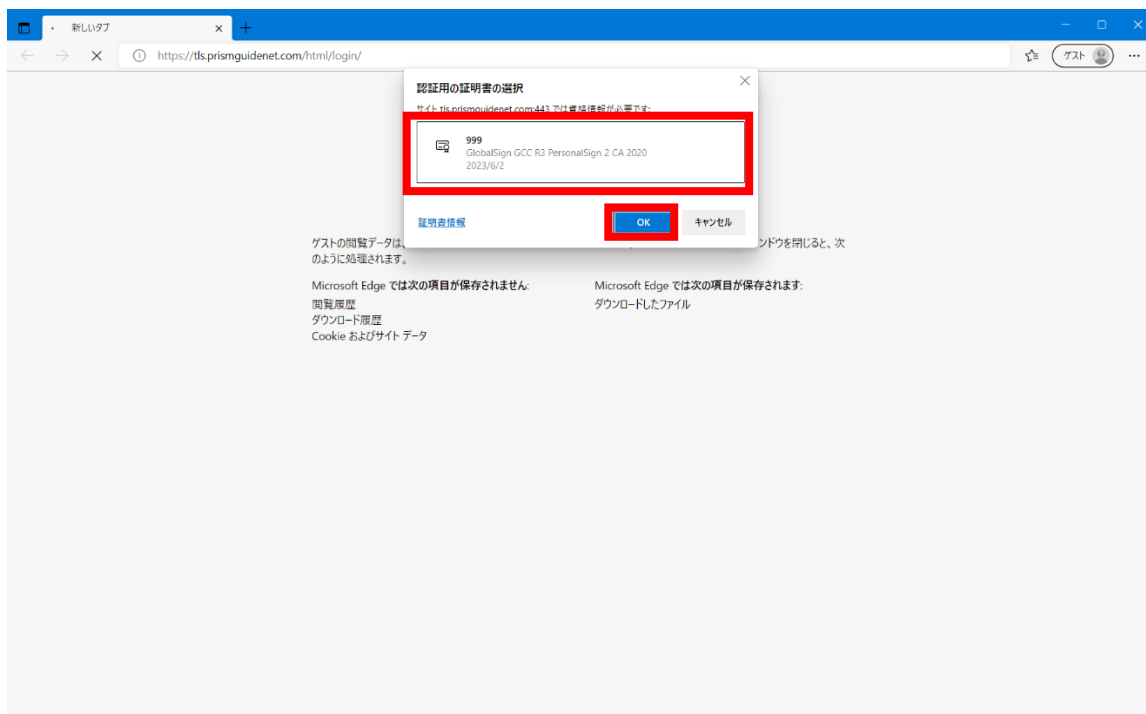 新しいタブ
https://tls.prismguidenet.com/html/login/
ゲスト
認証用の証明書の選択
サイト tls.prismguidenet.com:443 では資格情報が必要です:
999
GlobalSign GCC R3 PersonalSign 2 CA 2020
2023/6/2
証明書情報
OK
キャンセル
ゲストの閲覧データは、
ンドウを閉じると、次
のように処理されます。
Microsoft Edge では次の項目が保存されません:
閲覧履歴
ダウンロード履歴
Cookie およびサイト データ
Microsoft Edge では次の項目が保存されます:
ダウンロードしたファイル